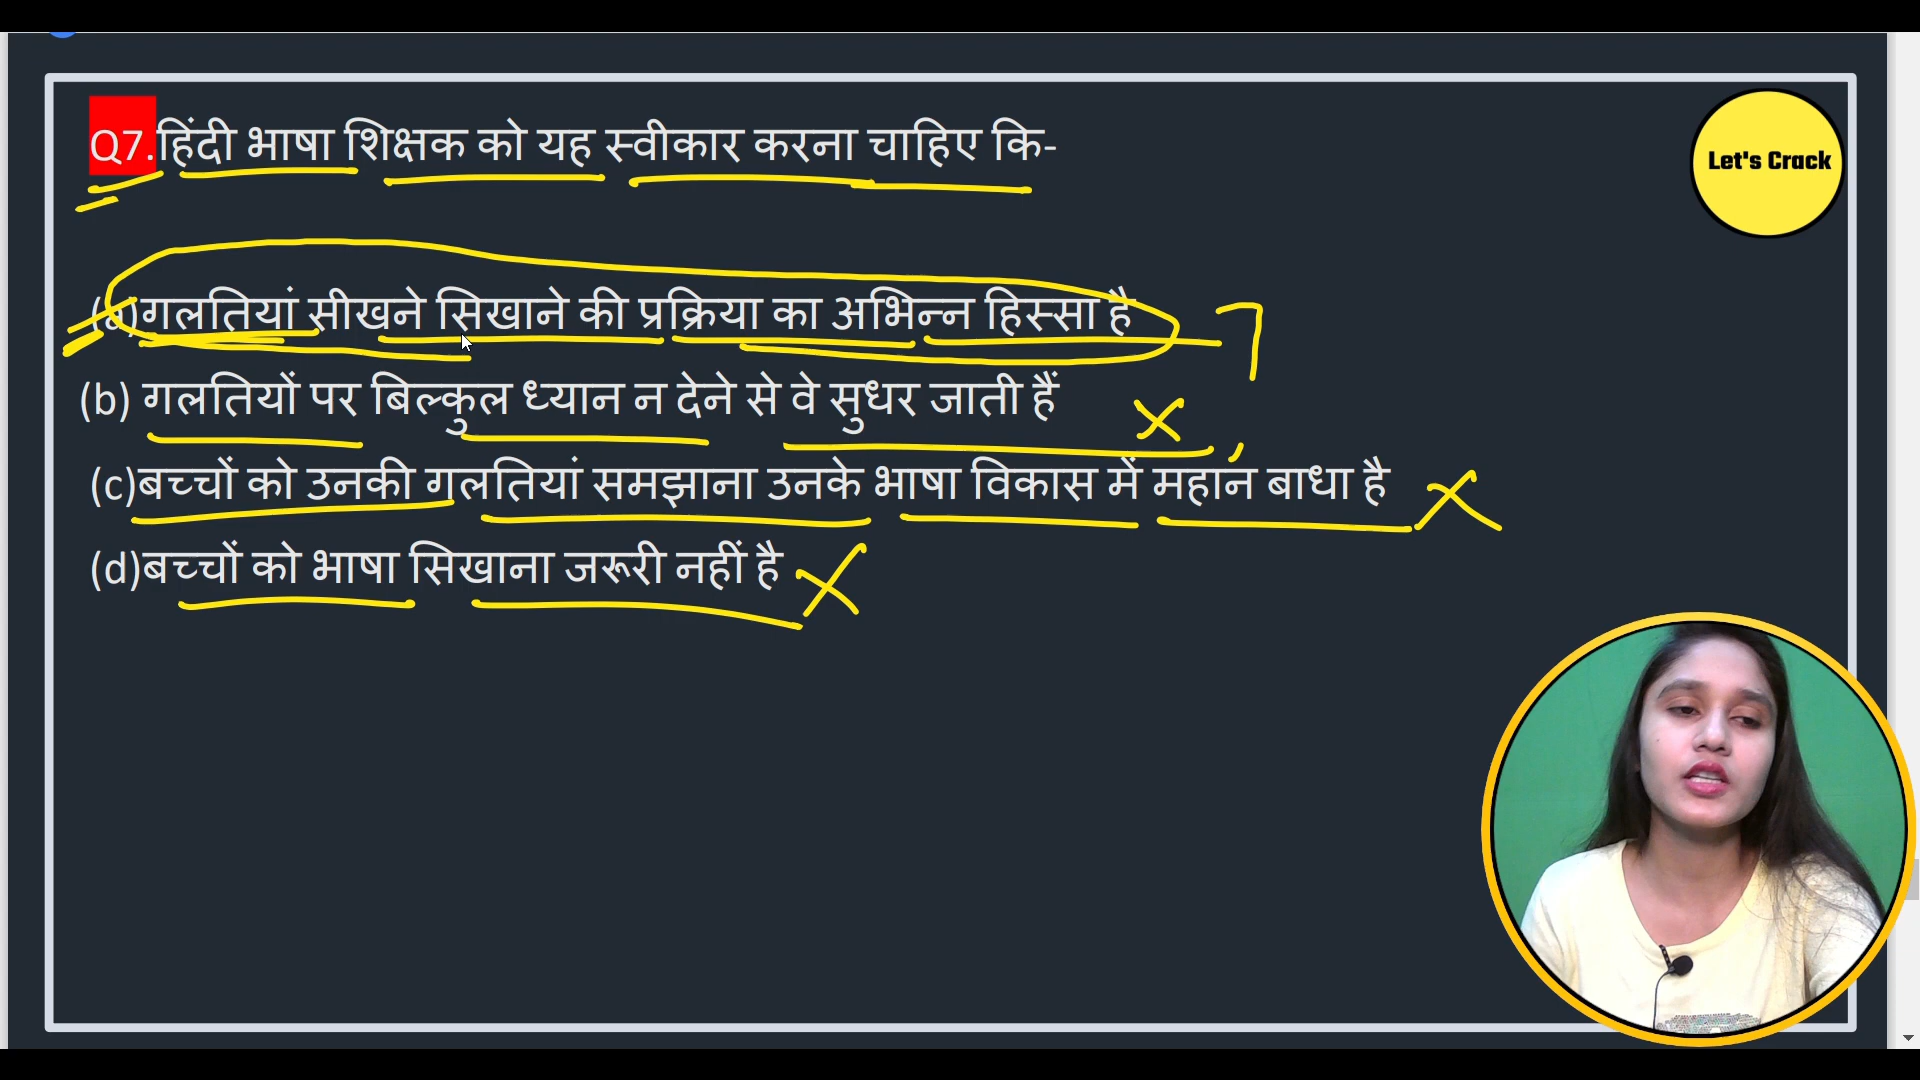 Q7.हिंदी भाषा शिक्षक को यह स्वीकार करना चाहिए कि-
Let's Crack
(a)गलतियां सीखने सिखाने की प्रक्रिया का अभिन्न हिस्सा है
(b) गलतियों पर बिल्कुल ध्यान न देने से वे सुधर जाती हैं
(c)बच्चों को उनकी गलतियां समझाना उनके भाषा विकास में महान बाधा है
(d)बच्चों को भाषा सिखाना जरूरी नहीं है